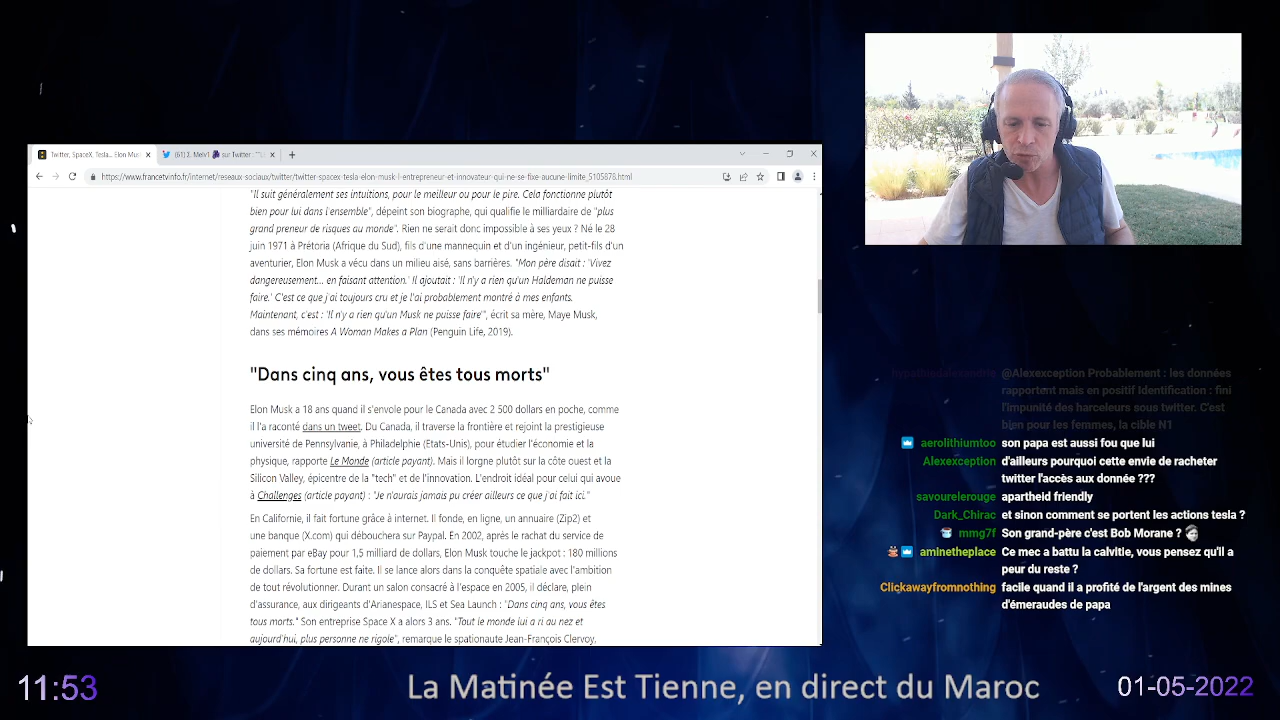 Twitter, SpaceX, Tesla... Elon Mus
(61) 2. Meiv1 sur Twitter : "
https://www.francetvinfo.fr/internet/reseaux-sociaux/twitter/twitter-spacex-tesla-elon-musk-l-entrepreneur-et-innovateur-qui-ne-se-fixe-aucune-limite_5105878.html
"Il suit généralement ses intuitions, pour le meilleur ou pour le pire. Cela fonctionne plutôt
bien pour lui dans l'ensemble", dépeint son biographe, qui qualifie le milliardaire de "plus
grand preneur de risques au monde". Rien ne serait donc impossible à ses yeux ? Né le 28
juin 1971 à Prétoria (Afrique du Sud), fils d'une mannequin et d'un ingénieur, petit-fils d'un
aventurier, Elon Musk a vécu dans un milieu aisé, sans barrières. "Mon père disait : 'Vivez
dangereusement... en faisant attention.' Il ajoutait : 'Il n'y a rien qu'un Haldeman ne puisse
faire.' C'est ce que j'ai toujours cru et je l'ai probablement montré à mes enfants.
Maintenant, c'est : 'Il n'y a rien qu'un Musk ne puisse faire'", écrit sa mère, Maye Musk,
dans ses mémoires A Woman Makes a Plan (Penguin Life, 2019).
"Dans cinq ans, vous êtes tous morts"
Elon Musk a 18 ans quand il s'envole pour le Canada avec 2 500 dollars en poche, comme
il l'a raconté dans un tweet. Du Canada, il traverse la frontière et rejoint la prestigieuse
université de Pennsylvanie, à Philadelphie (Etats-Unis), pour étudier l'économie et la
physique, rapporte Le Monde (article payant). Mais il lorgne plutôt sur la côte ouest et la
Silicon Valley, épicentre de la "tech" et de l'innovation. L'endroit idéal pour celui qui avoue
à Challenges (article payant) : "Je n'aurais jamais pu créer ailleurs ce que j'ai fait ici."
En Californie, il fait fortune grâce à internet. Il fonde, en ligne, un annuaire (Zip2) et
une banque (X.com) qui débouchera sur Paypal. En 2002, après le rachat du service de
paiement par eBay pour 1,5 milliard de dollars, Elon Musk touche le jackpot : 180 millions
de dollars. Sa fortune est faite. Il se lance alors dans la conquête spatiale avec l'ambition
de tout révolutionner. Durant un salon consacré à l'espace en 2005, il déclare, plein
d'assurance, aux dirigeants d'Arianespace, ILS et Sea Launch : "Dans cinq ans, vous êtes
tous morts." Son entreprise Space X a alors 3 ans. "Tout le monde lui a ri au nez et
aujourd'hui, plus personne ne rigole", remarque le spationaute Jean-François Clervoy,
hypathiedalexandrie @Alexexception Probablement : les données
rapportent mais en positif Identification : fini
l'impunité des harceleurs sous twitter. C'est
bien pour les femmes, la cible N1
aerolithiumtoo son papa est aussi fou que lui
Alexexception d'ailleurs pourquoi cette envie de racheter
twitter l'accès aux donnée ???
savourelerouge apartheid friendly
Dark_Chirac et sinon comment se portent les actions tesla ?
mmg7f Son grand-père c'est Bob Morane ?
aminetheplace Ce mec a battu la calvitie, vous pensez qu'il a
peur du reste ?
Clickawayfromnothing facile quand il a profité de l'argent des mines
d'émeraudes de papa
11:53
La Matinée Est Tienne, en direct du Maroc
01-05-2022